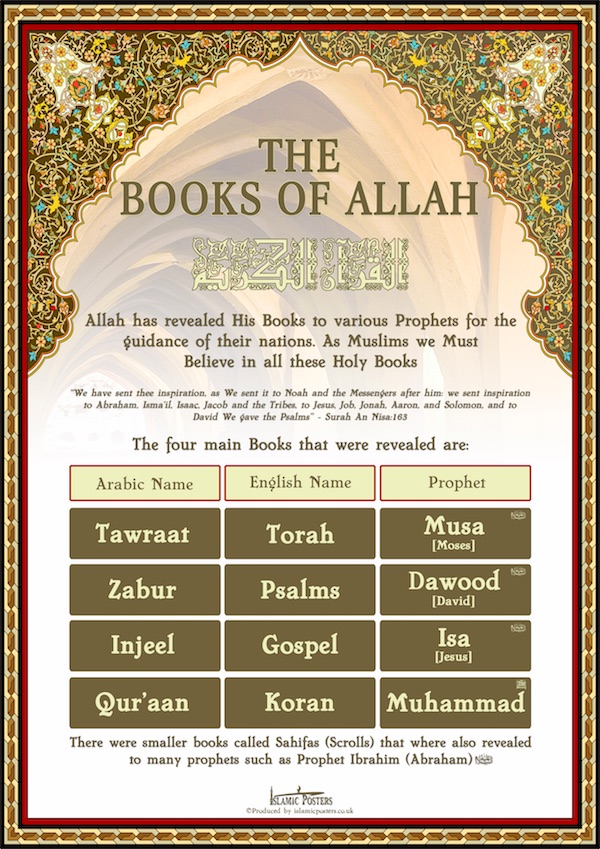 THE
BOOKS OF ALLAH
القرآن الكريم
Allah has revealed His Books to various Prophets for the
guidance of their nations. As Muslims we Must
Believe in all these Holy Books
"We have sent thee inspiration, as We sent it to Noah and the Messengers after him: we sent inspiration
to Abraham, Isma'il, Isaac, Jacob and the Tribes, to Jesus, Job, Jonah, Aaron, and Solomon, and to
David We gave the Psalms" - Surah An Nisa:163
The four main Books that were revealed are:
Arabic Name English Name Prophet
Tawraat Torah Musa
[Moses]
Zabur Psalms Dawood
[David]
Injeel Gospel Isa
[Jesus]
Qur'aan Koran Muhammad
There were smaller books called Sahifas (Scrolls) that where also revealed
to many prophets such as Prophet Ibrahim (Abraham)
ISLAMIC POSTERS
©Produced by islamicposters.co.uk